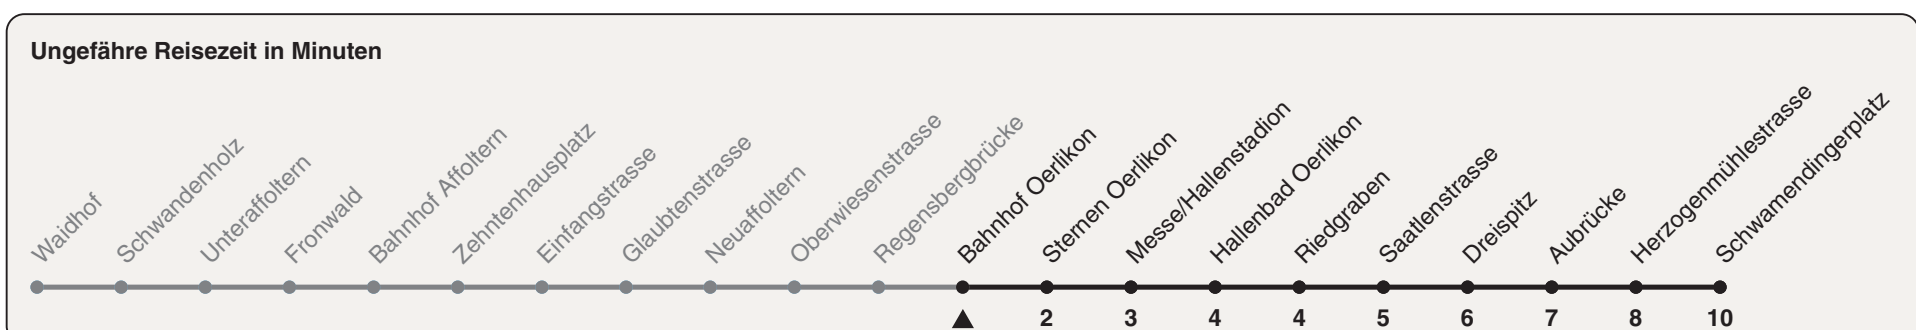 Ungefähre Reisezeit in Minuten
Waidhof
Schwandenholz
Unteraffoltern
Fronwald
Bahnhof Affoltern
Zehntenhausplatz
Einfangstrasse
Glaubtenstrasse
Neuaffoltern
Oberwiesenstrasse
Regensbergbrücke
Bahnhof Oerlikon
Sternen Oerlikon
Messe/Hallenstadion
Hallenbad Oerlikon
Riedgraben
Saatlenstrasse
Dreispitz
Aubrücke
Herzogenmühlestrasse
Schwamendingerplatz
2 3 4 4 5 6 7 8 10